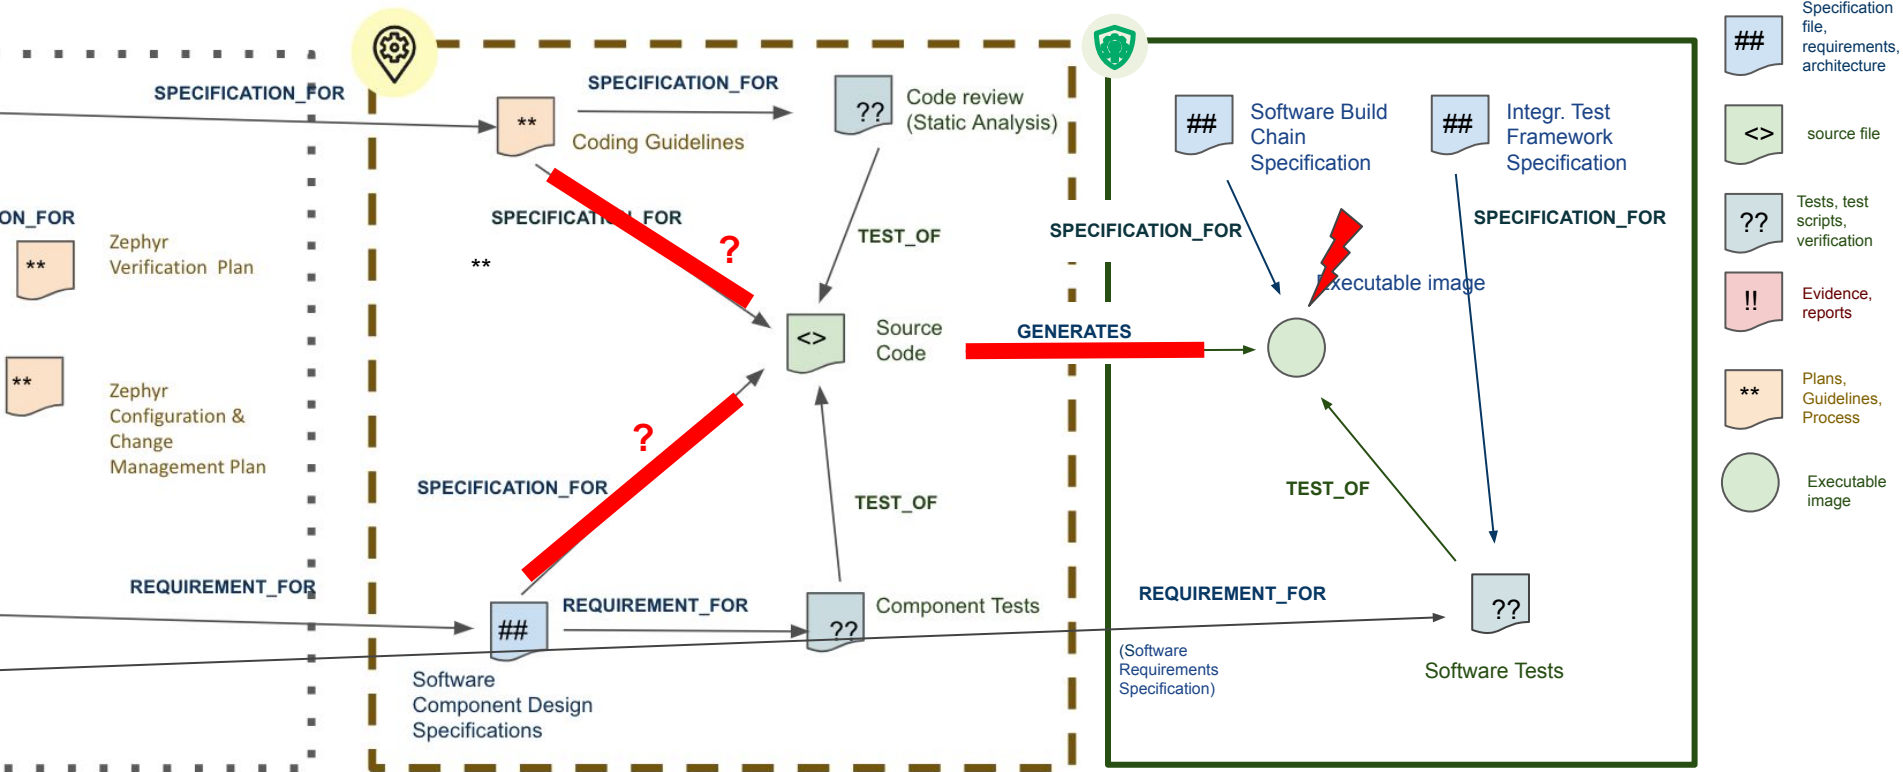 SPECIFICATION_FOR
ON_FOR
**
Zephyr
Verification Plan
**
Zephyr
Configuration &
Change
Management Plan
REQUIREMENT_FOR
**
Coding Guidelines
SPECIFICATION_FOR
??
Code review
(Static Analysis)
SPECIFICATION_FOR
?
**
TEST_OF
<>
Source
Code
GENERATES
?
SPECIFICATION_FOR
TEST_OF
##
Software
Component Design
Specifications
REQUIREMENT_FOR
??
Component Tests
##
Software Build
Chain
Specification
##
Integr. Test
Framework
Specification
SPECIFICATION_FOR
SPECIFICATION_FOR
Executable image
TEST_OF
REQUIREMENT_FOR
(Software
Requirements
Specification)
??
Software Tests
##
Specification
file,
requirements,
architecture
<>
source file
??
Tests, test
scripts,
verification
!!
Evidence,
reports
**
Plans,
Guidelines,
Process
Executable
image